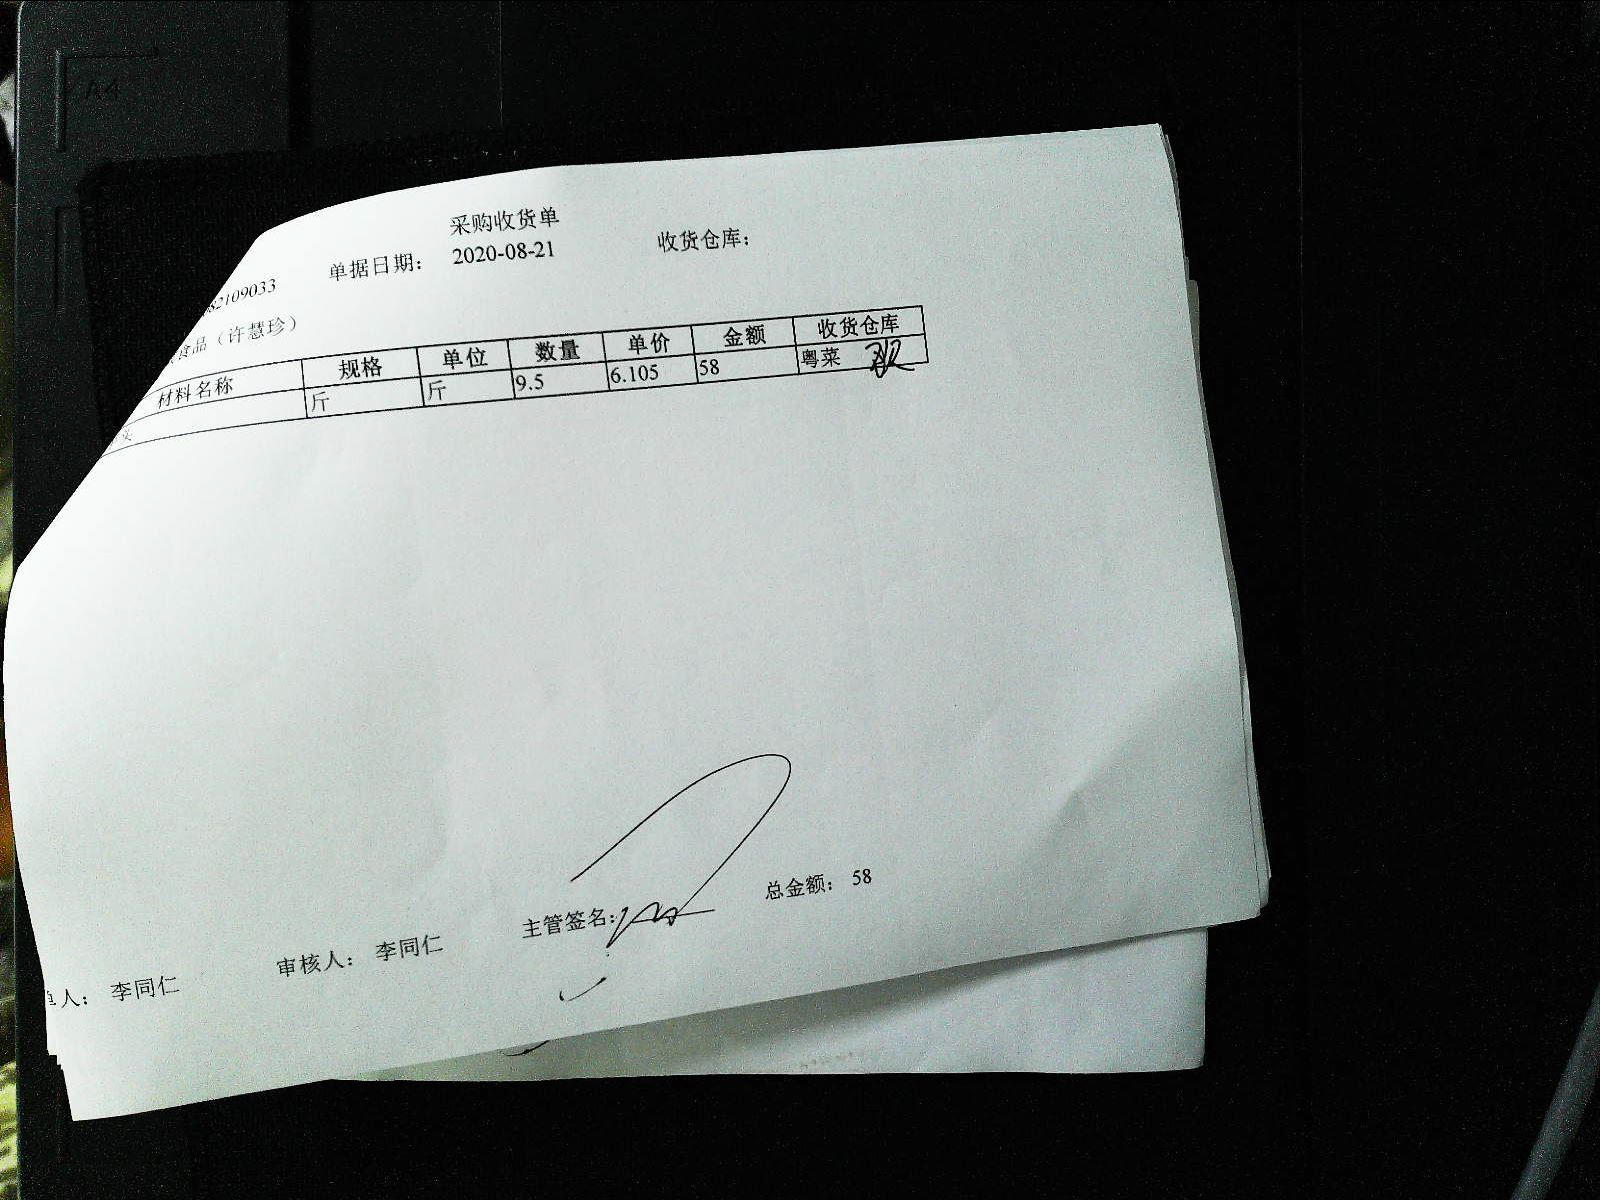 采购收货单
82109033 单据日期： 2020-08-21 收货仓库：
食品（许慧珍）
材料名称 规格 单位 数量 单价 金额 收货仓库
头 斤 斤 9.5 6.105 58 粤菜
主管签名: 总金额： 58
单人： 李同仁 审核人： 李同仁